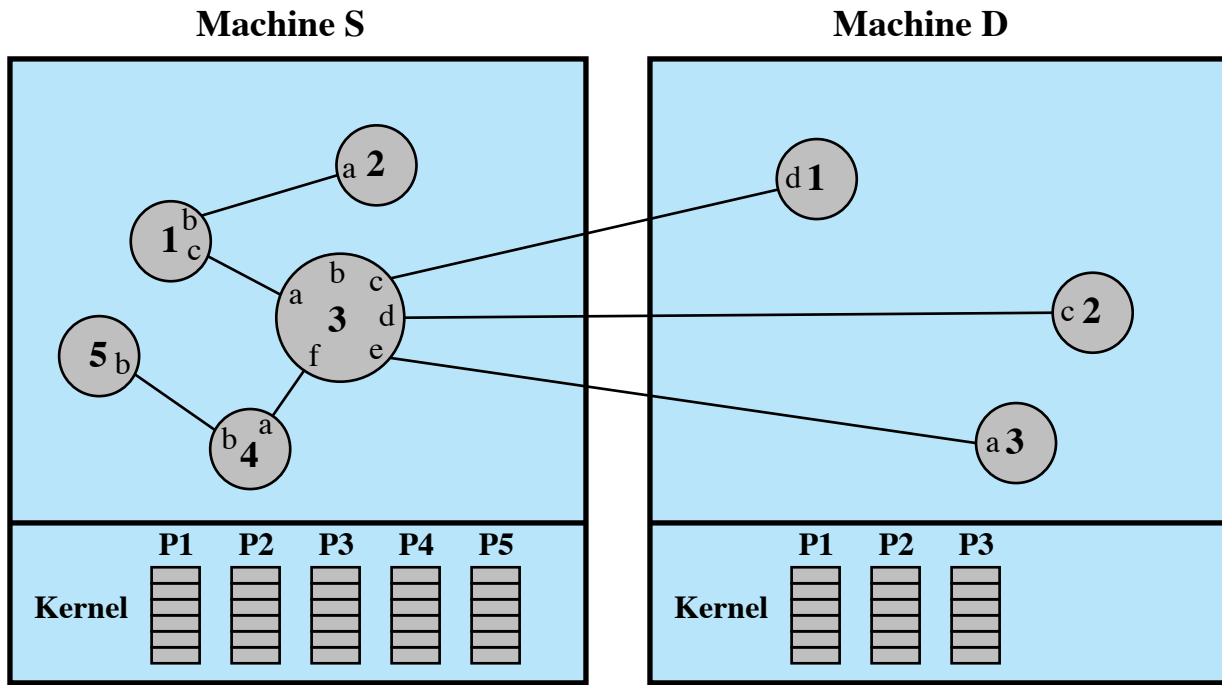 Machine S
Machine D
a 2
b
1
c
a
b
c
3
d
e
f
5 b
b
a
4
d 1
c 2
a 3
P1 P2 P3 P4 P5
Kernel
P1 P2 P3
Kernel